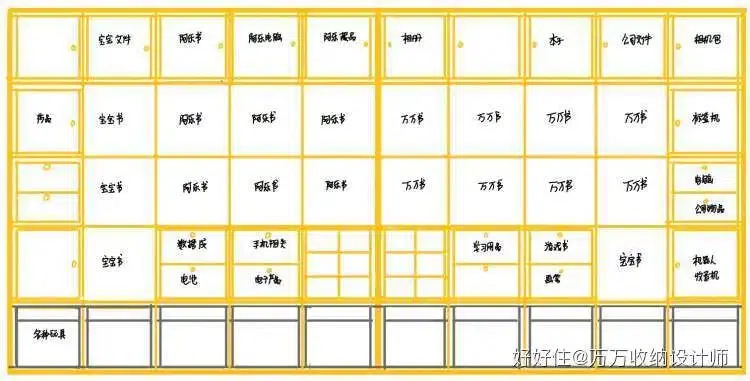 宝宝文件
阿乐书
阿乐电脑
阿乐藏品
相册
本子
公司文件
相机包
药品
宝宝书
阿乐书
阿乐书
阿乐书
万万书
万万书
万万书
万万书
标签机
宝宝书
阿乐书
阿乐书
阿乐书
万万书
万万书
万万书
万万书
电脑
公司物品
宝宝书
数据线
电池
手机相关
电子产品
学习用品
游戏书
画笔
宝宝书
机器人
收音机
各种玩具
好好住@万万收纳设计师